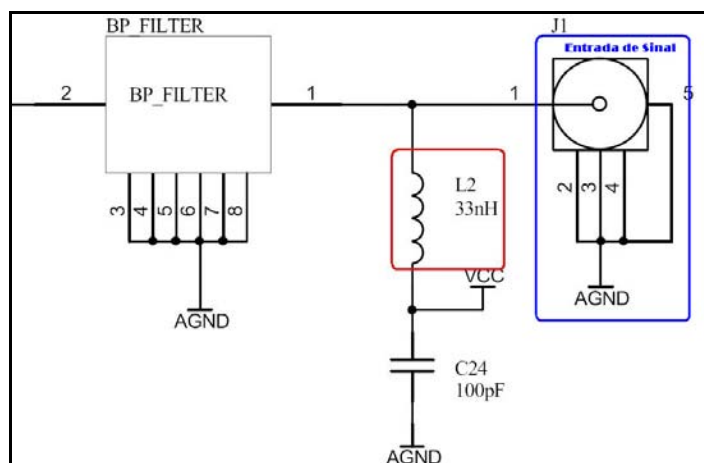 BP_FILTER
J1
Entrada de Sinal
2
BP_FILTER
1
1
5
3
4
5
6
7
8
2
3
4
L2
33nH
VCC
AGND
AGND
C24
100pF
AGND